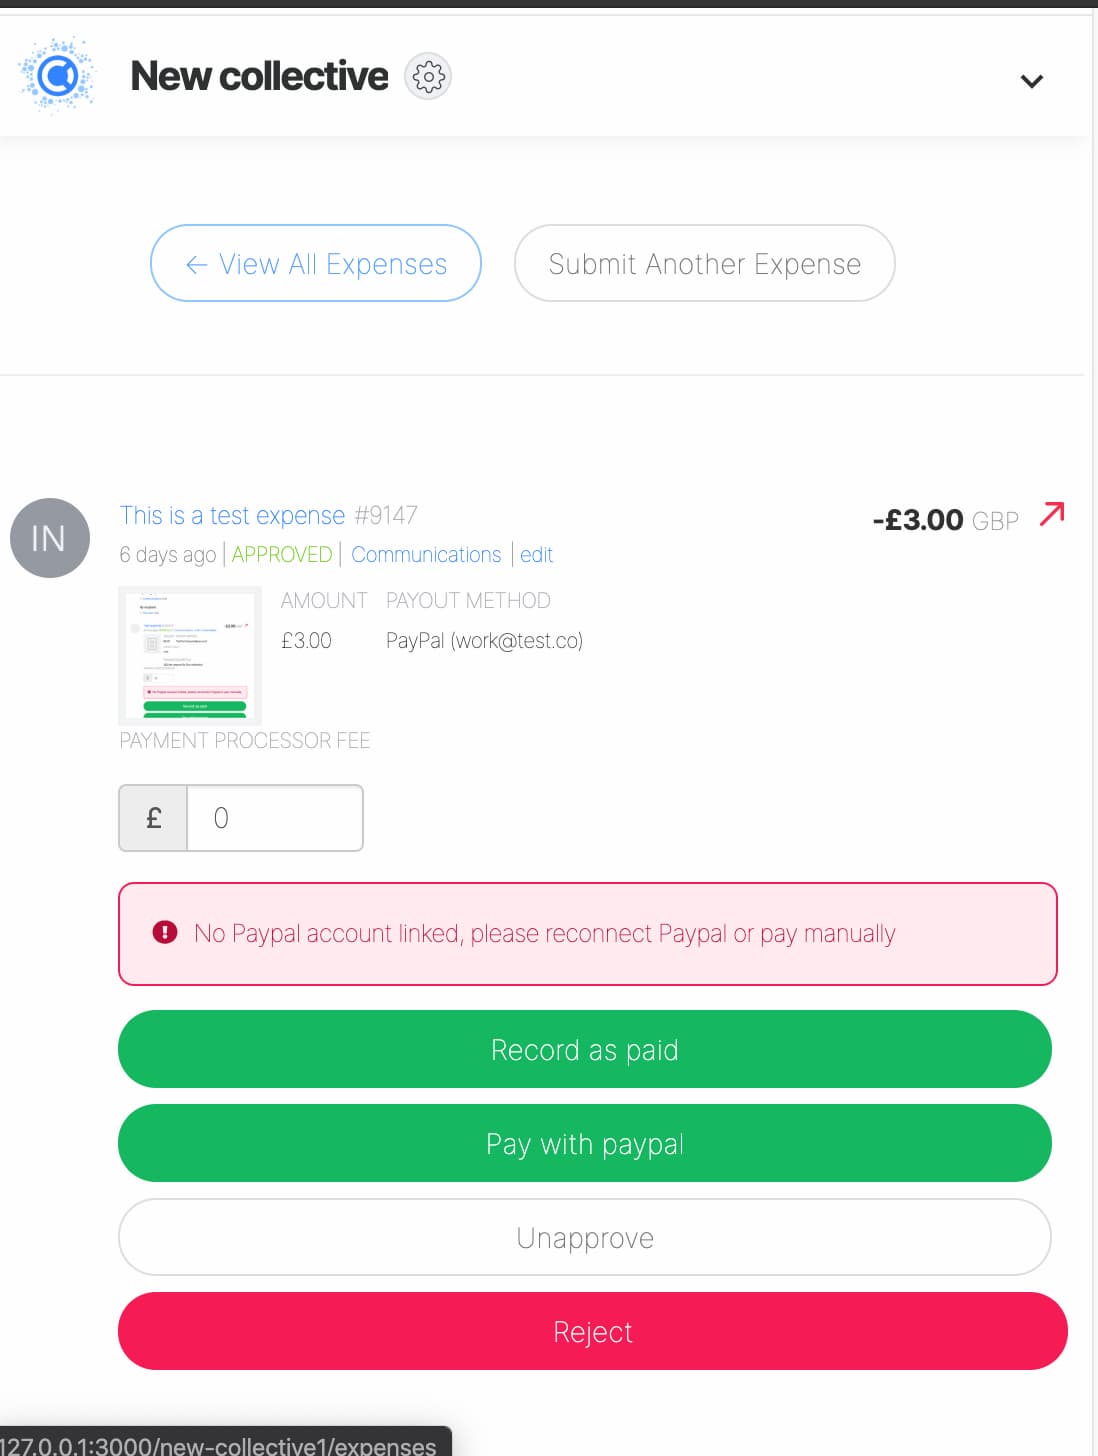 New collective
← View All Expenses
Submit Another Expense
IN
This is a test expense #9147
-£3.00 GBP
6 days ago | APPROVED | Communications | edit
AMOUNT PAYOUT METHOD
£3.00 PayPal (work@test.co)
PAYMENT PROCESSOR FEE
£ 0
No Paypal account linked, please reconnect Paypal or pay manually
Record as paid
Pay with paypal
Unapprove
Reject
127.0.0.1:3000/new-collective1/expenses